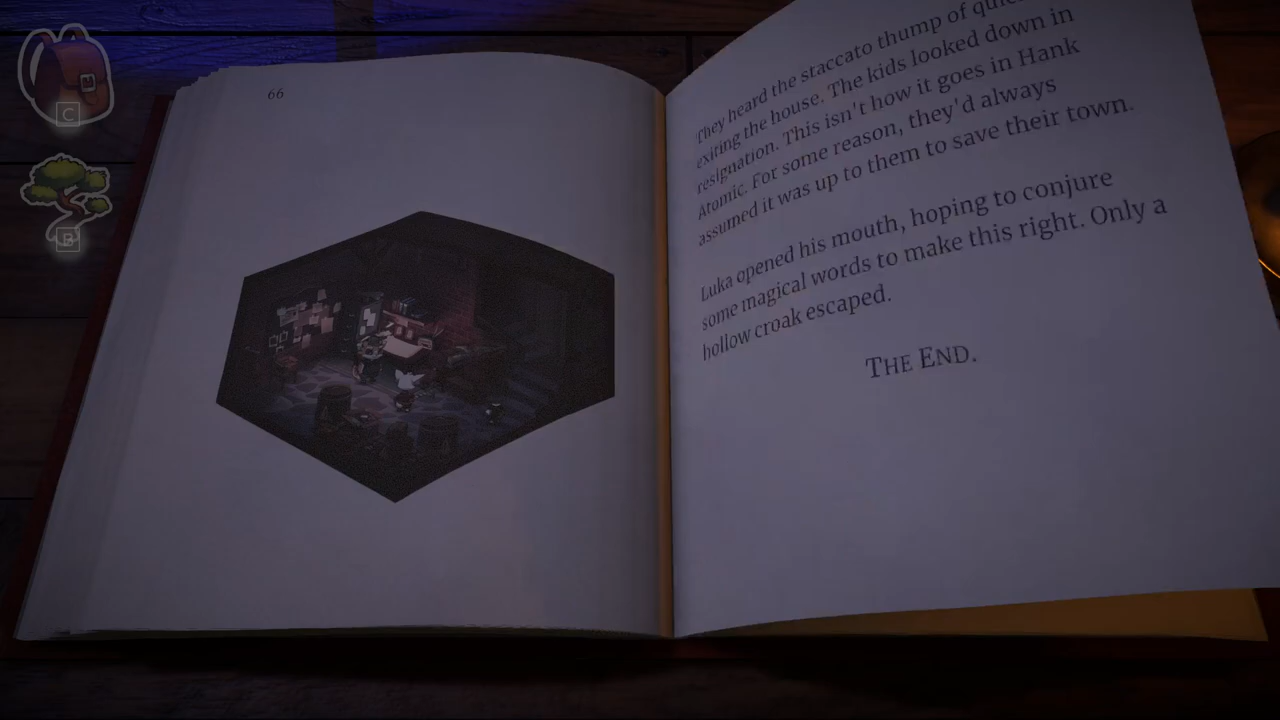 C
B
66
They heard the staccato thump of
exiting the house. The kids looked down in
resignation. This isn't how it goes in Hank
Atomic. For some reason, they'd always
assumed it was up to them to save their town.
Luka opened his mouth, hoping to conjure
some magical words to make this right. Only a
hollow croak escaped.
THE END.